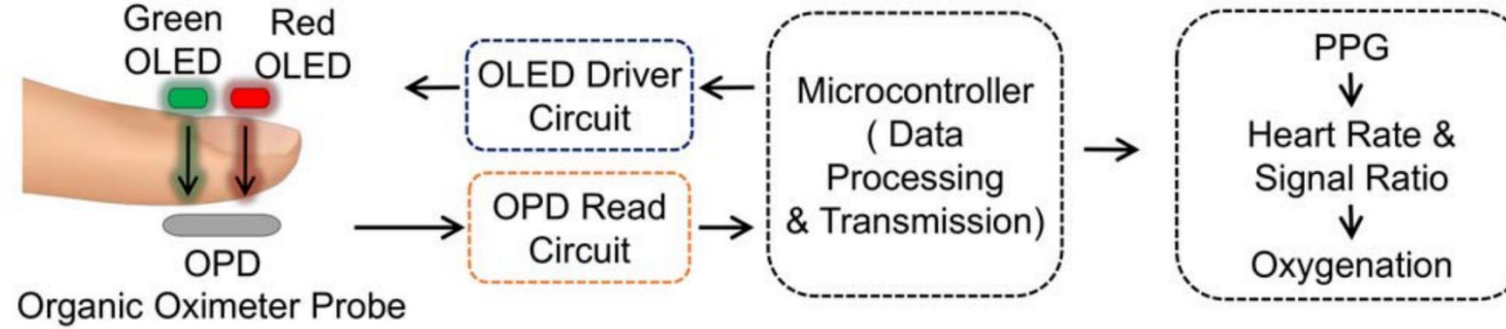 Green
OLED
Red
OLED
OPD
Organic Oximeter Probe
OLED Driver
Circuit
OPD Read
Circuit
Microcontroller
( Data
Processing
& Transmission)
PPG
Heart Rate &
Signal Ratio
Oxygenation